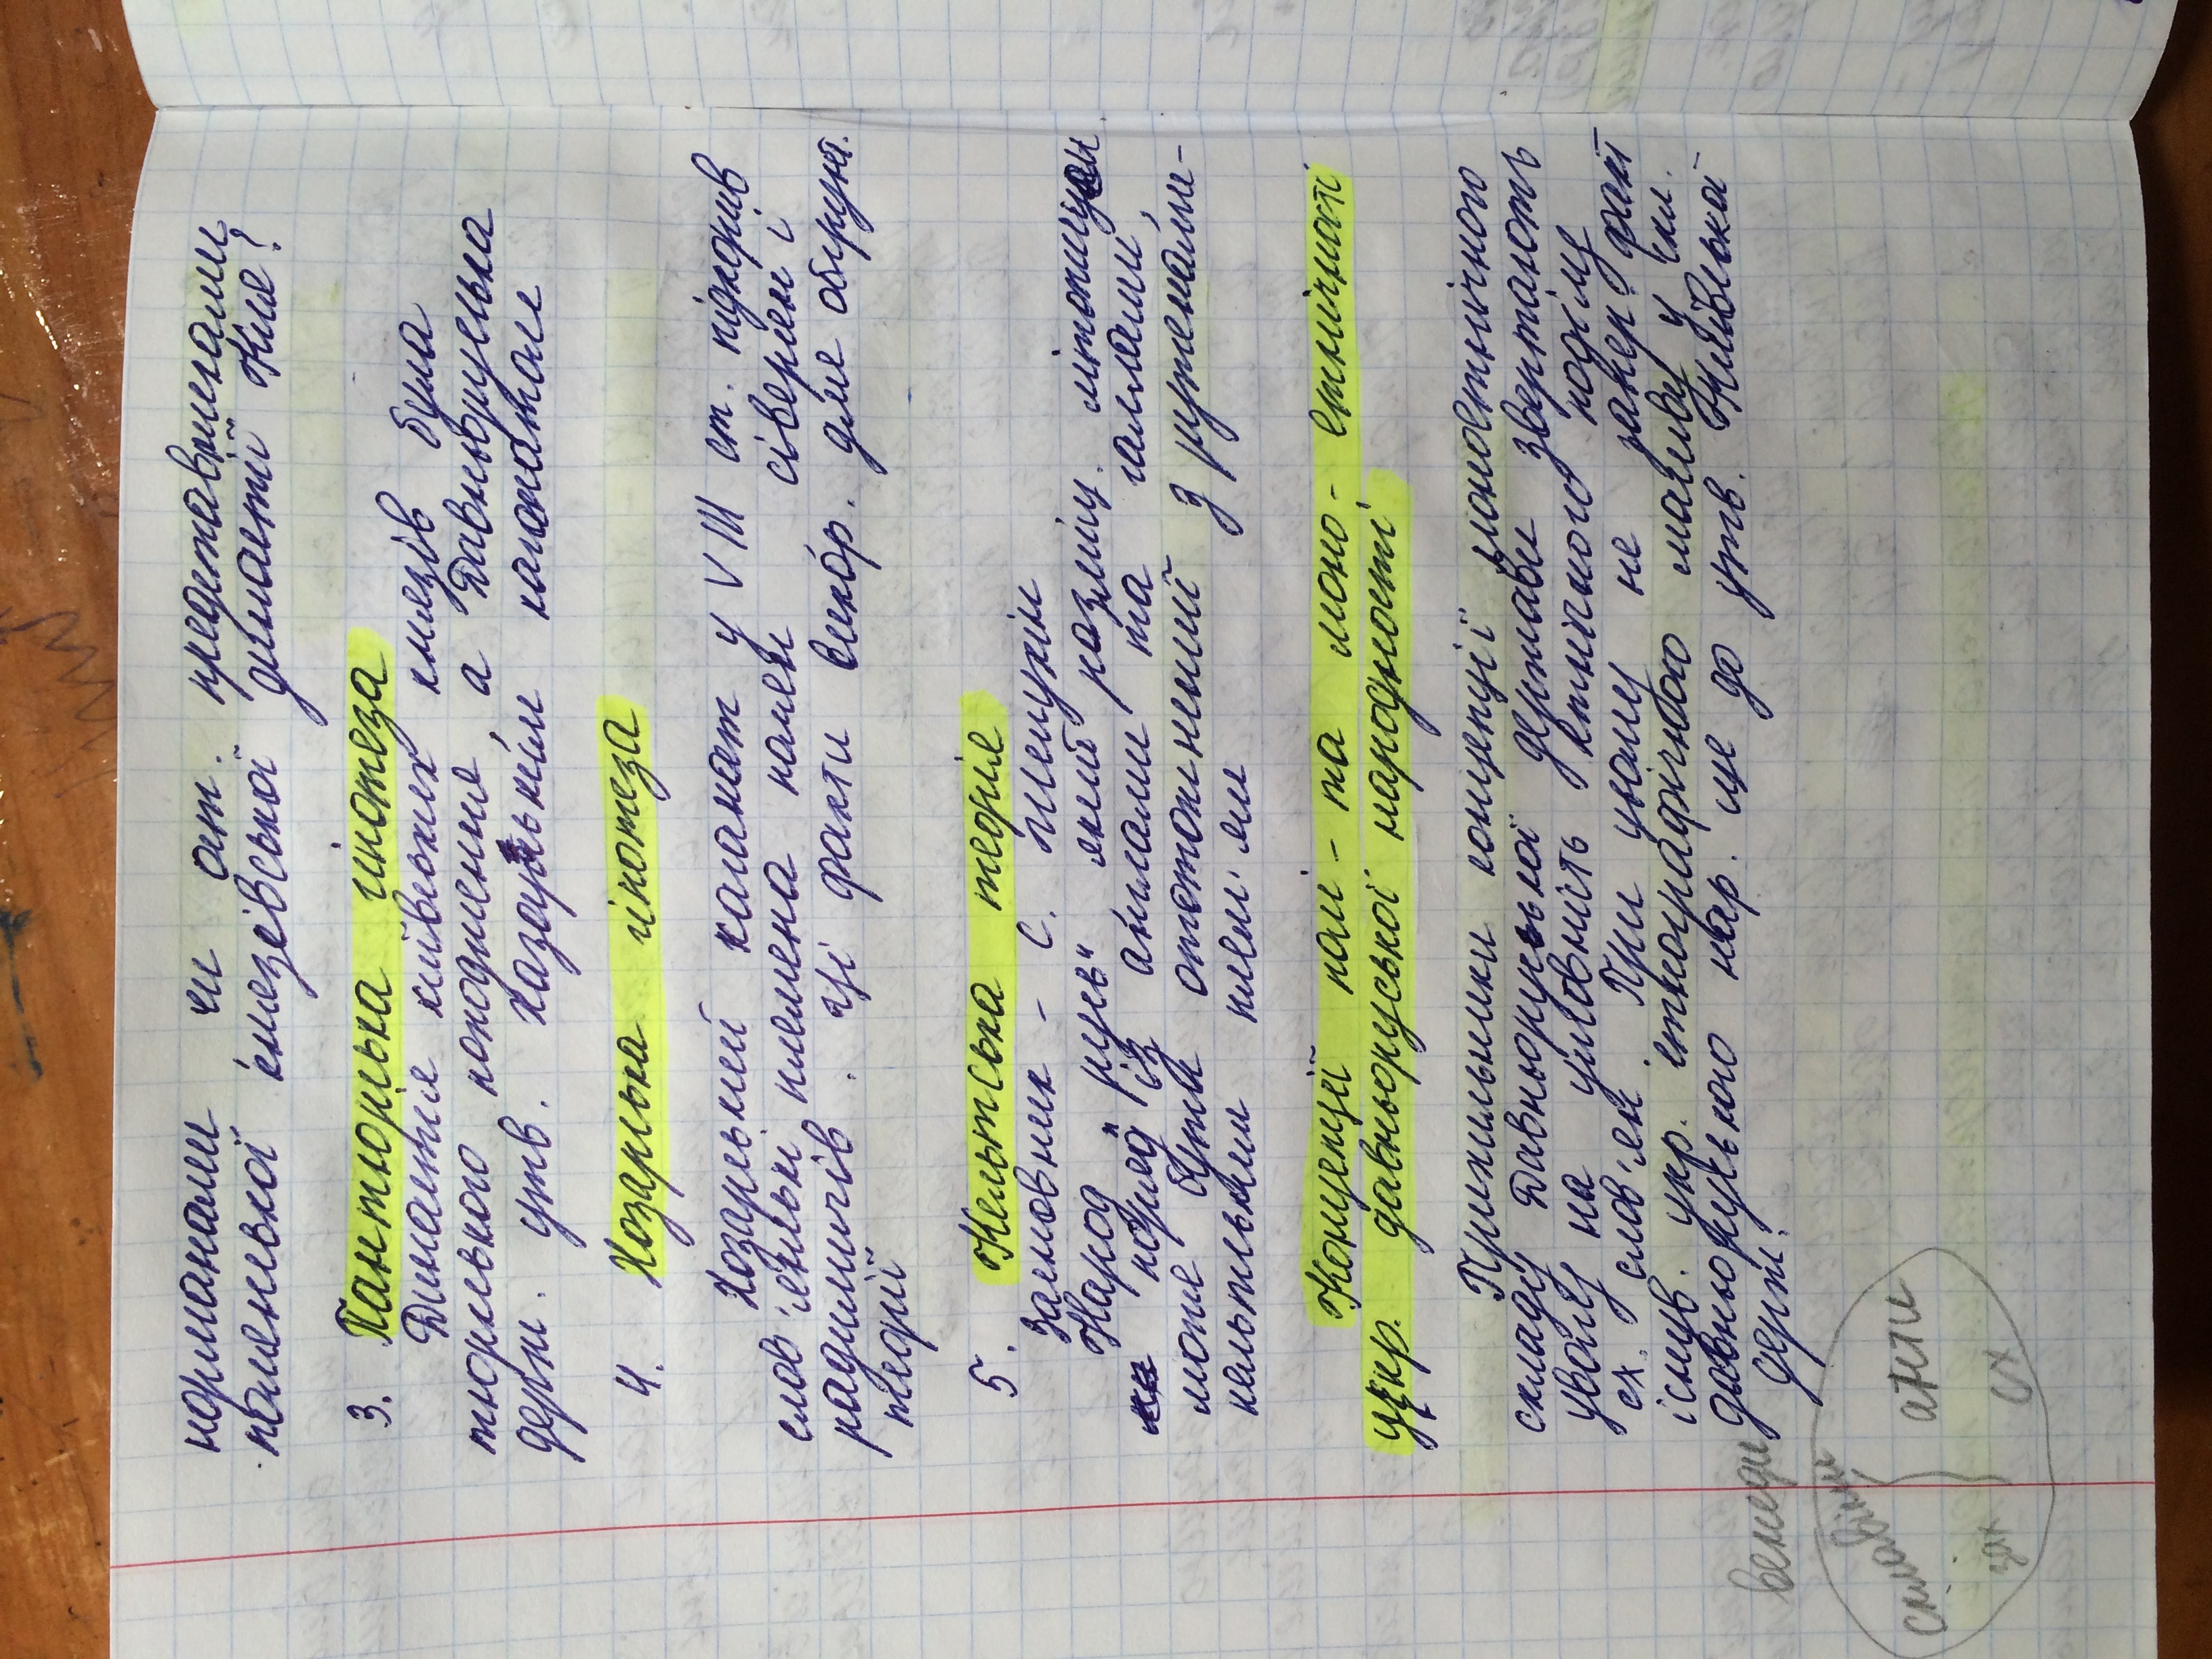 норманами, чи ост. представниками
полянської князівської династії Кия?
3. Пантюрська гіпотеза
Династія київських князів була
тюркського походження, а Давньоруська
держ. утв. Хазарським каганатом
4. Хозарська гіпотеза
Хозарський каганат у VIII ст. підкорив
слов'янські племена полян, сіверян і
радимичів. Ці факти викор. для обгрунт.
теорії
5. Кельтська теорія
Засновник - С. Шелухін
Народ "русь", який розміщ. літописцем
поряд із англами та галлами,
може бути ототожнений з рутенами-
кельтським плем'ям
Концепції полі- та моно- етнічності
укр. давньоруської народності
Прихильники концепції моноетнічного
складу Давньоруської держави звертають
увагу на умовність етнічного поділу
сх. слов'ян. При цьому не запер. факт
існув. укр. етнографічного масиву у скл.
давньоруського нар. ще до утв. Київської
держ.
венеди
склавіни
анти
зах
сх